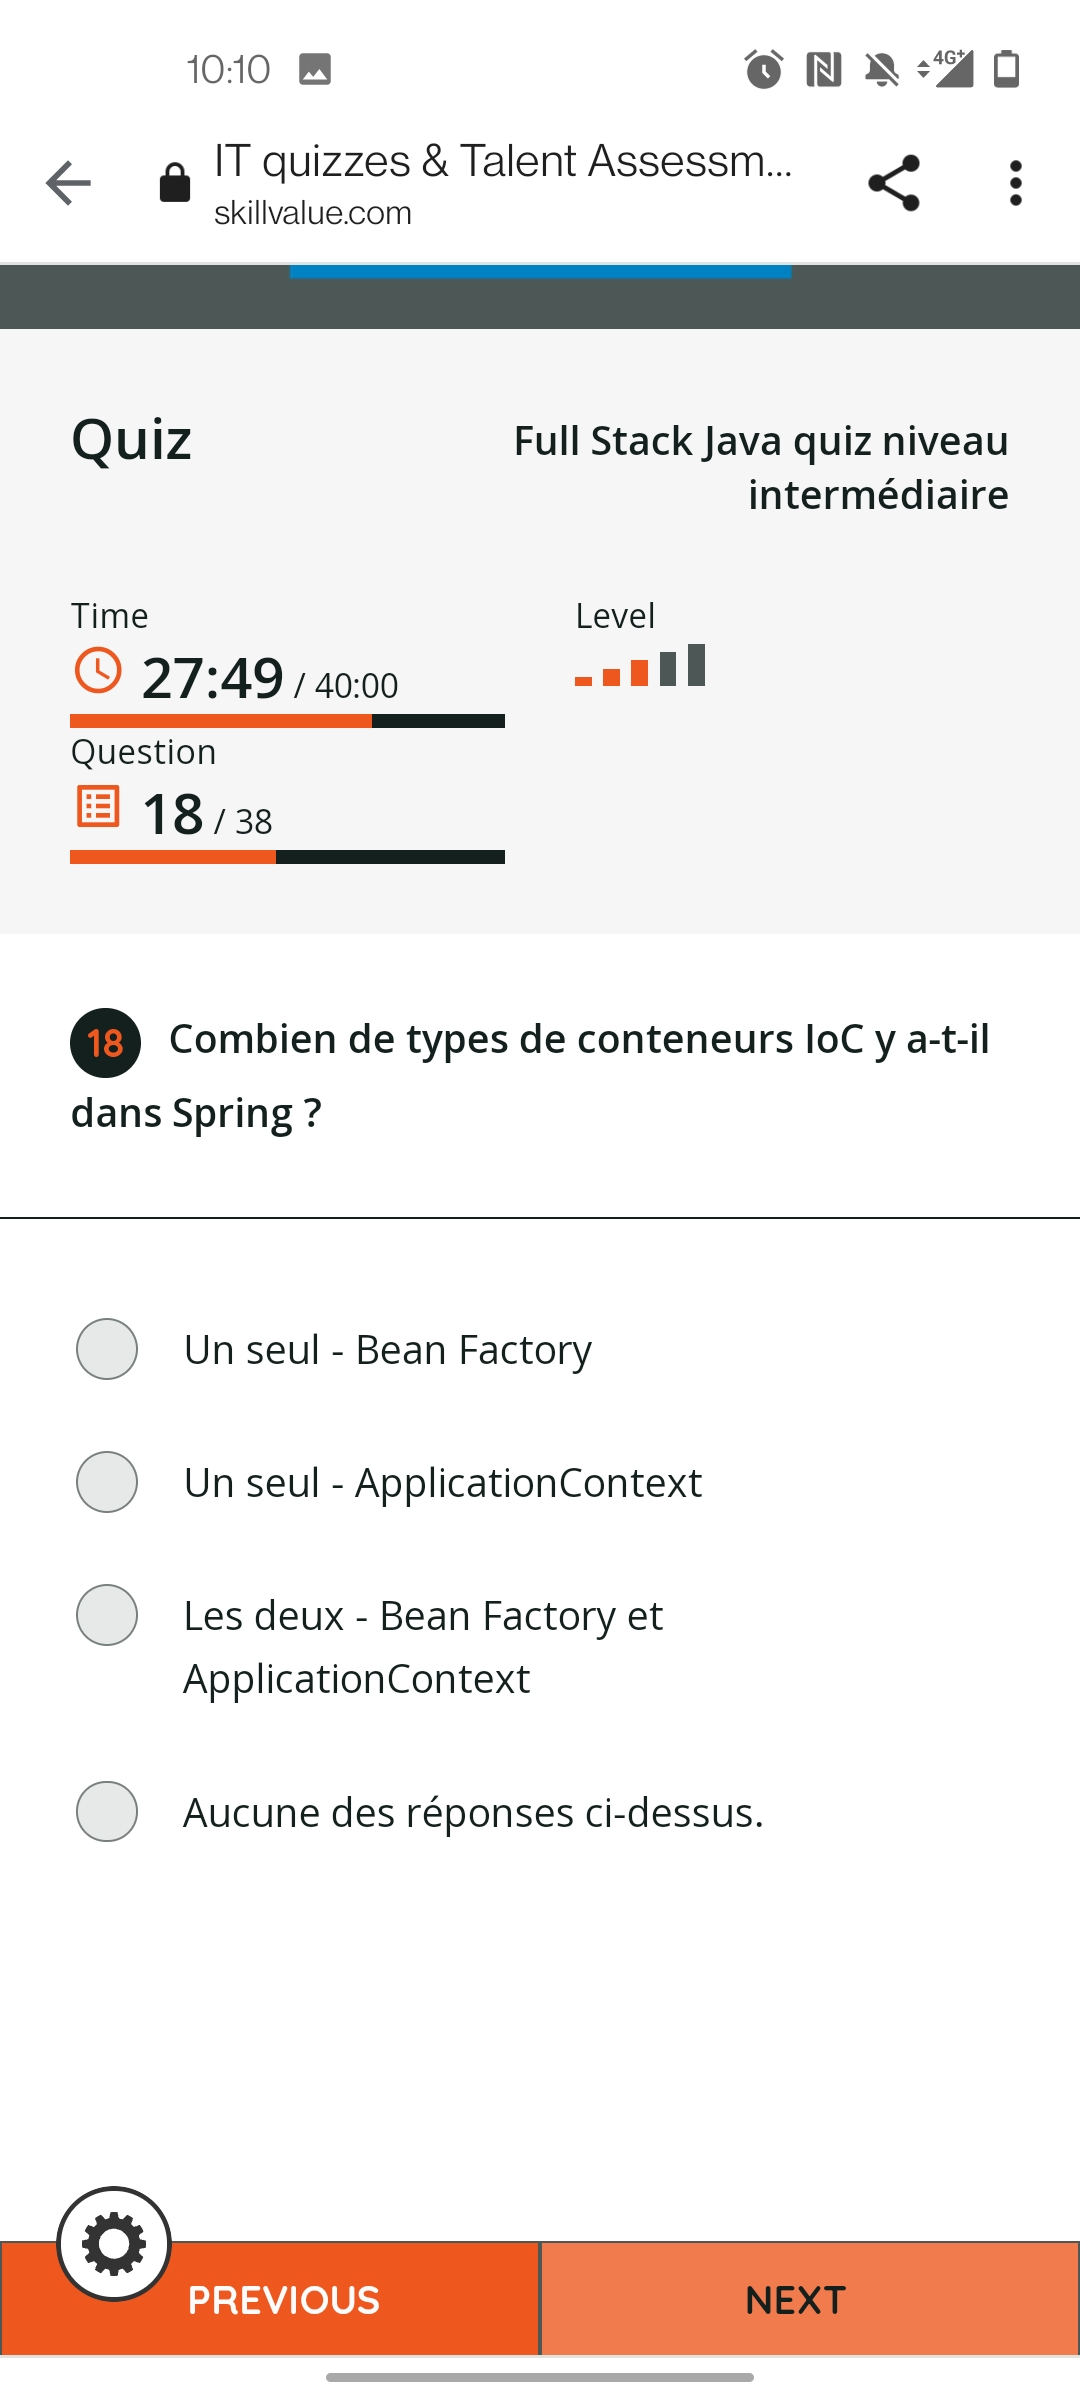 10:10
4G+
IT quizzes & Talent Assessm...
skillvalue.com
Quiz
Full Stack Java quiz niveau
intermédiaire
Time
Level
27:49 / 40:00
Question
18 / 38
18 Combien de types de conteneurs IoC y a-t-il
dans Spring ?
Un seul - Bean Factory
Un seul - ApplicationContext
Les deux - Bean Factory et
ApplicationContext
Aucune des réponses ci-dessus.
PREVIOUS
NEXT